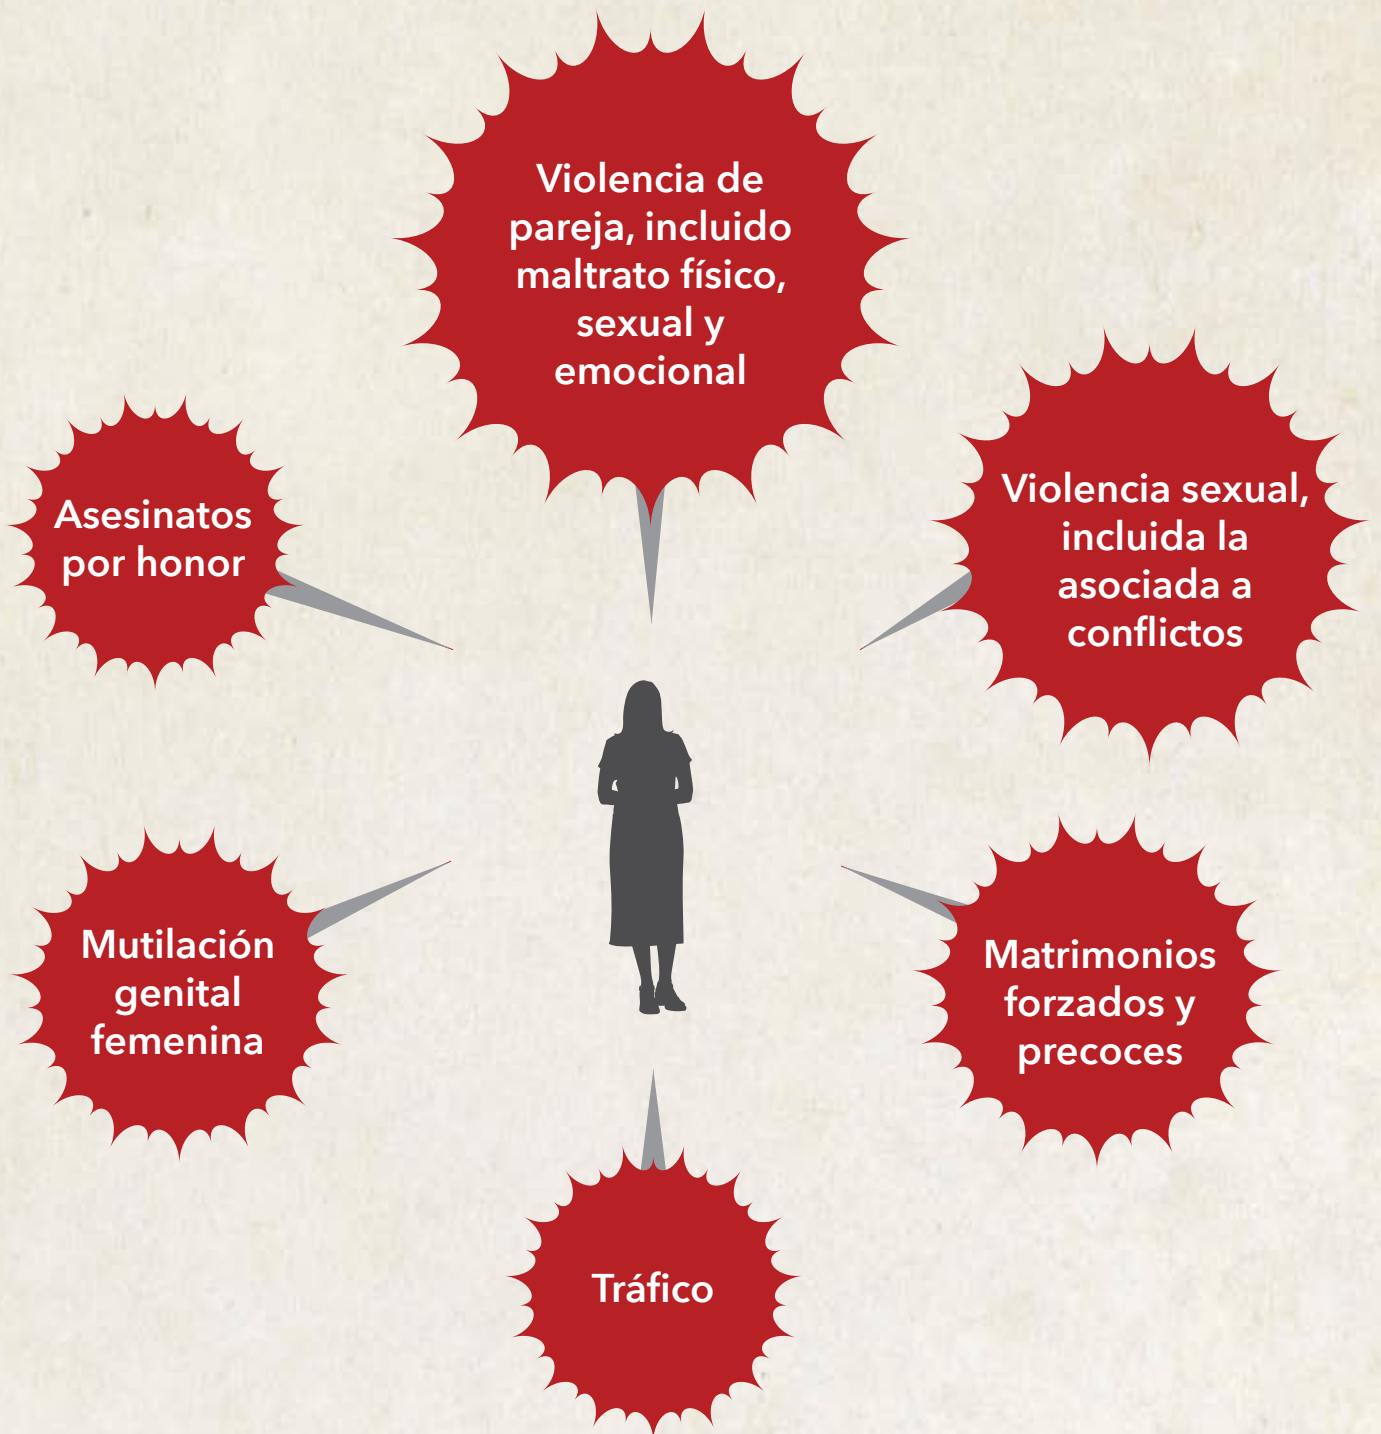 Violencia de
pareja, incluido
maltrato físico,
sexual y
emocional
Asesinatos
por honor
Violencia sexual,
incluida la
asociada a
conflictos
Mutilación
genital
femenina
Matrimonios
forzados y
precoces
Tráfico